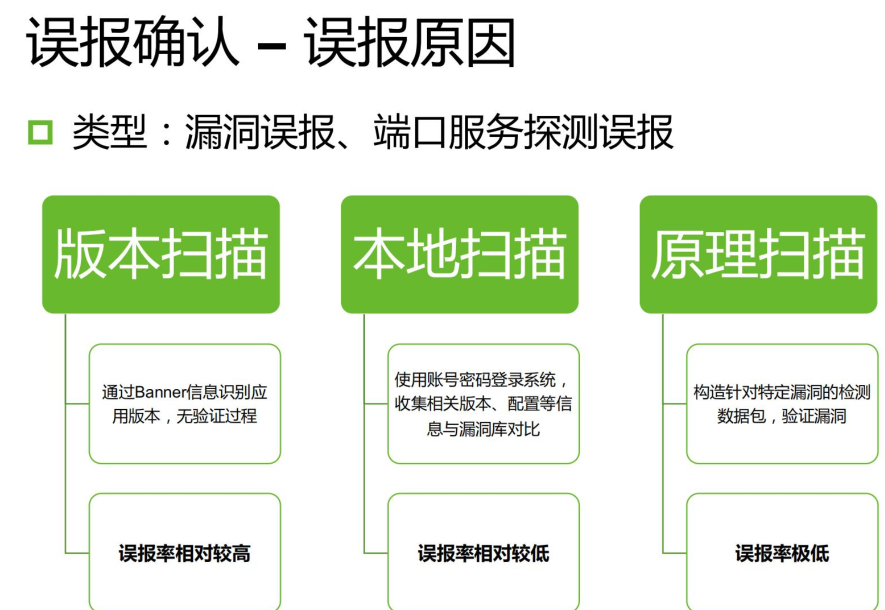 误报确认 – 误报原因
类型：漏洞误报、端口服务探测误报
版本扫描
通过Banner信息识别应
用版本，无验证过程
误报率相对较高
本地扫描
使用账号密码登录系统，
收集相关版本、配置等信
息与漏洞库对比
误报率相对较低
原理扫描
构造针对特定漏洞的检测
数据包，验证漏洞
误报率极低